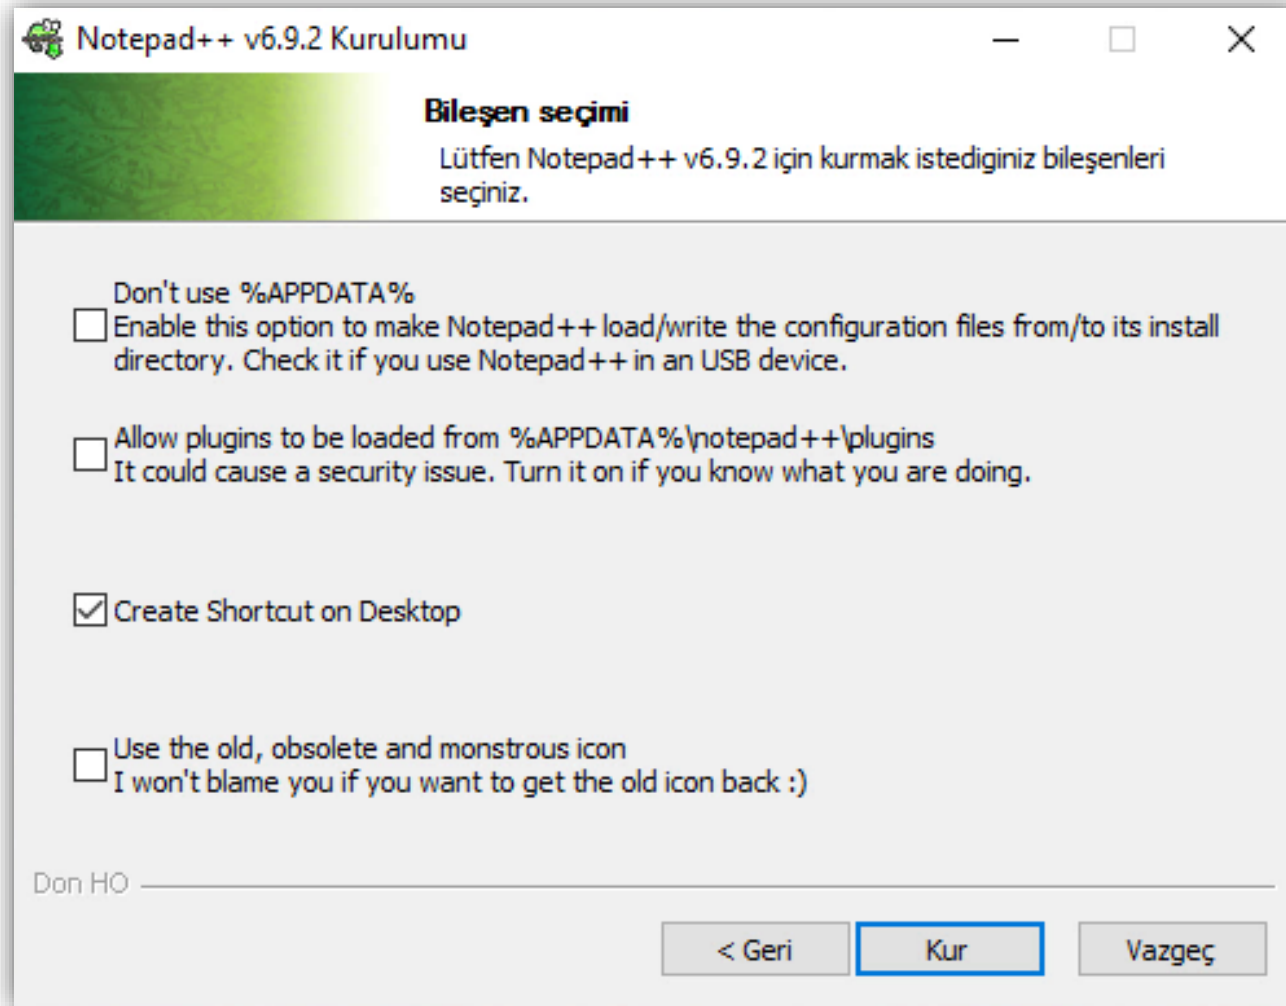 Notepad++ v6.9.2 Kurulumu
Bileşen seçimi
Lütfen Notepad++ v6.9.2 için kurmak istediginiz bileşenleri
seçiniz.
Don't use %APPDATA%
Enable this option to make Notepad++ load/write the configuration files from/to its install
directory. Check it if you use Notepad++ in an USB device.
Allow plugins to be loaded from %APPDATA%\notepad++\plugins
It could cause a security issue. Turn it on if you know what you are doing.
Create Shortcut on Desktop
Use the old, obsolete and monstrous icon
I won't blame you if you want to get the old icon back :)
Don HO
< Geri
Kur
Vazgeç